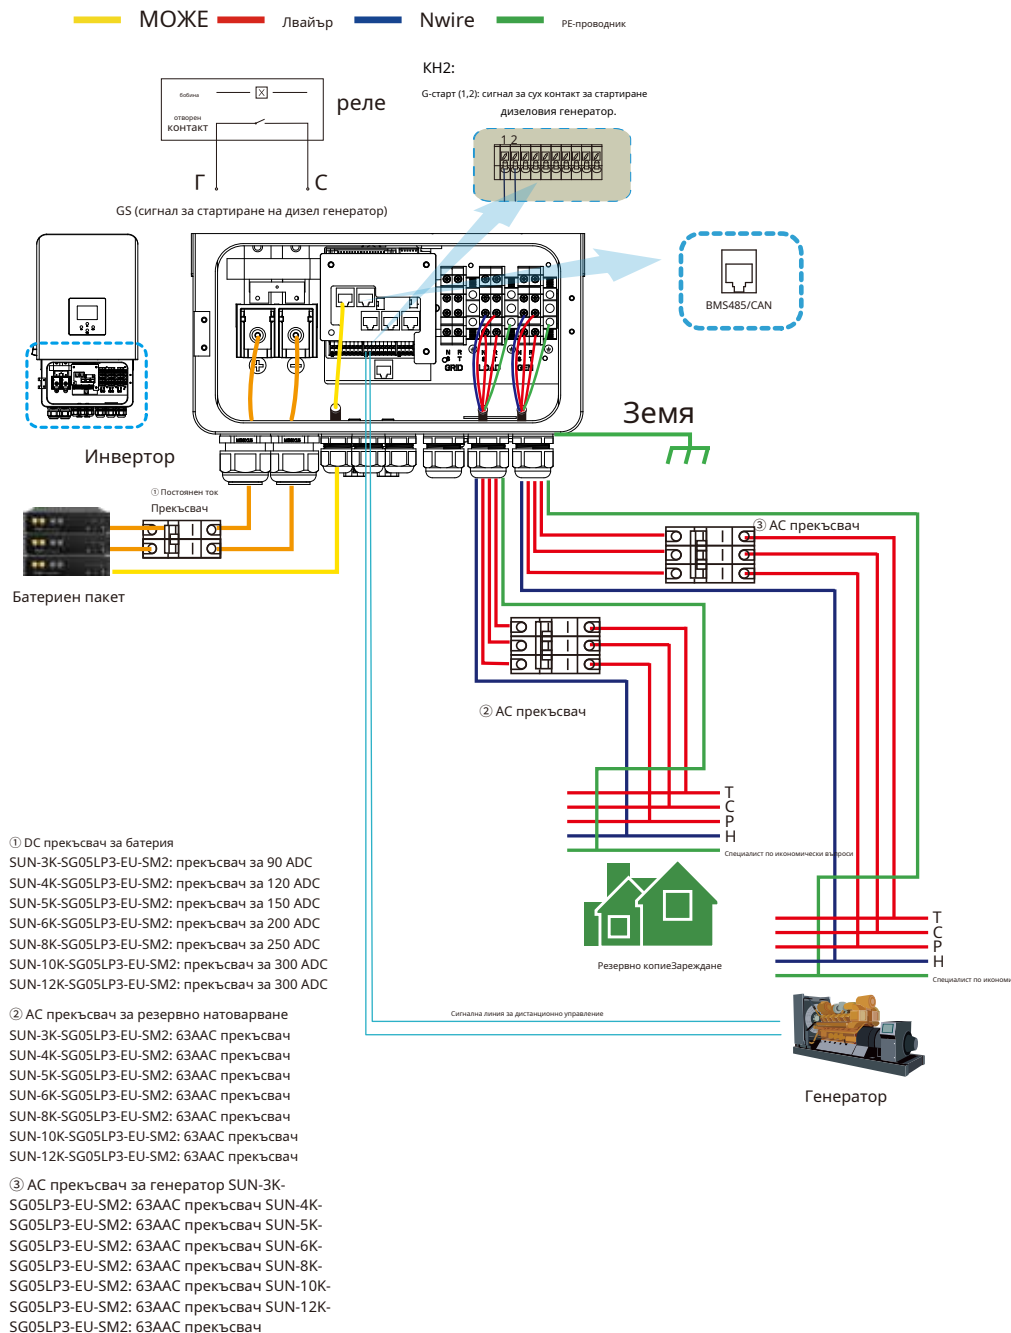 МОЖЕ
Лвайър
Nwire
PE-проводник
КН2:
G-старт (1,2): сигнал за сух контакт за стартиране
дизеловия генератор.
бобина
реле
отворен
контакт
1 2
Г
С
GS (сигнал за стартиране на дизел генератор)
BMS485/CAN
N R
S T
GRID
N R
S T
LOAD
N R
S T
GEN
Земя
Инвертор
① Постоянен ток
Прекъсвач
Батериен пакет
③ AC прекъсвач
② AC прекъсвач
Т
С
Р
Н
Специалист по икономически въпроси
Резервно копиеЗареждане
Т
С
Р
Н
Специалист по икономи
Сигнална линия за дистанционно управление
Генератор
① DC прекъсвач за батерия
SUN-3K-SG05LP3-EU-SM2: прекъсвач за 90 ADC
SUN-4K-SG05LP3-EU-SM2: прекъсвач за 120 ADC
SUN-5K-SG05LP3-EU-SM2: прекъсвач за 150 ADC
SUN-6K-SG05LP3-EU-SM2: прекъсвач за 200 ADC
SUN-8K-SG05LP3-EU-SM2: прекъсвач за 250 ADC
SUN-10K-SG05LP3-EU-SM2: прекъсвач за 300 ADC
SUN-12K-SG05LP3-EU-SM2: прекъсвач за 300 ADC
② AC прекъсвач за резервно натоварване
SUN-3K-SG05LP3-EU-SM2: 63AAC прекъсвач
SUN-4K-SG05LP3-EU-SM2: 63AAC прекъсвач
SUN-5K-SG05LP3-EU-SM2: 63AAC прекъсвач
SUN-6K-SG05LP3-EU-SM2: 63AAC прекъсвач
SUN-8K-SG05LP3-EU-SM2: 63AAC прекъсвач
SUN-10K-SG05LP3-EU-SM2: 63AAC прекъсвач
SUN-12K-SG05LP3-EU-SM2: 63AAC прекъсвач
③ AC прекъсвач за генератор SUN-3K-
SG05LP3-EU-SM2: 63AAC прекъсвач SUN-4K-
SG05LP3-EU-SM2: 63AAC прекъсвач SUN-5K-
SG05LP3-EU-SM2: 63AAC прекъсвач SUN-6K-
SG05LP3-EU-SM2: 63AAC прекъсвач SUN-8K-
SG05LP3-EU-SM2: 63AAC прекъсвач SUN-10K-
SG05LP3-EU-SM2: 63AAC прекъсвач SUN-12K-
SG05LP3-EU-SM2: 63AAC прекъсвач